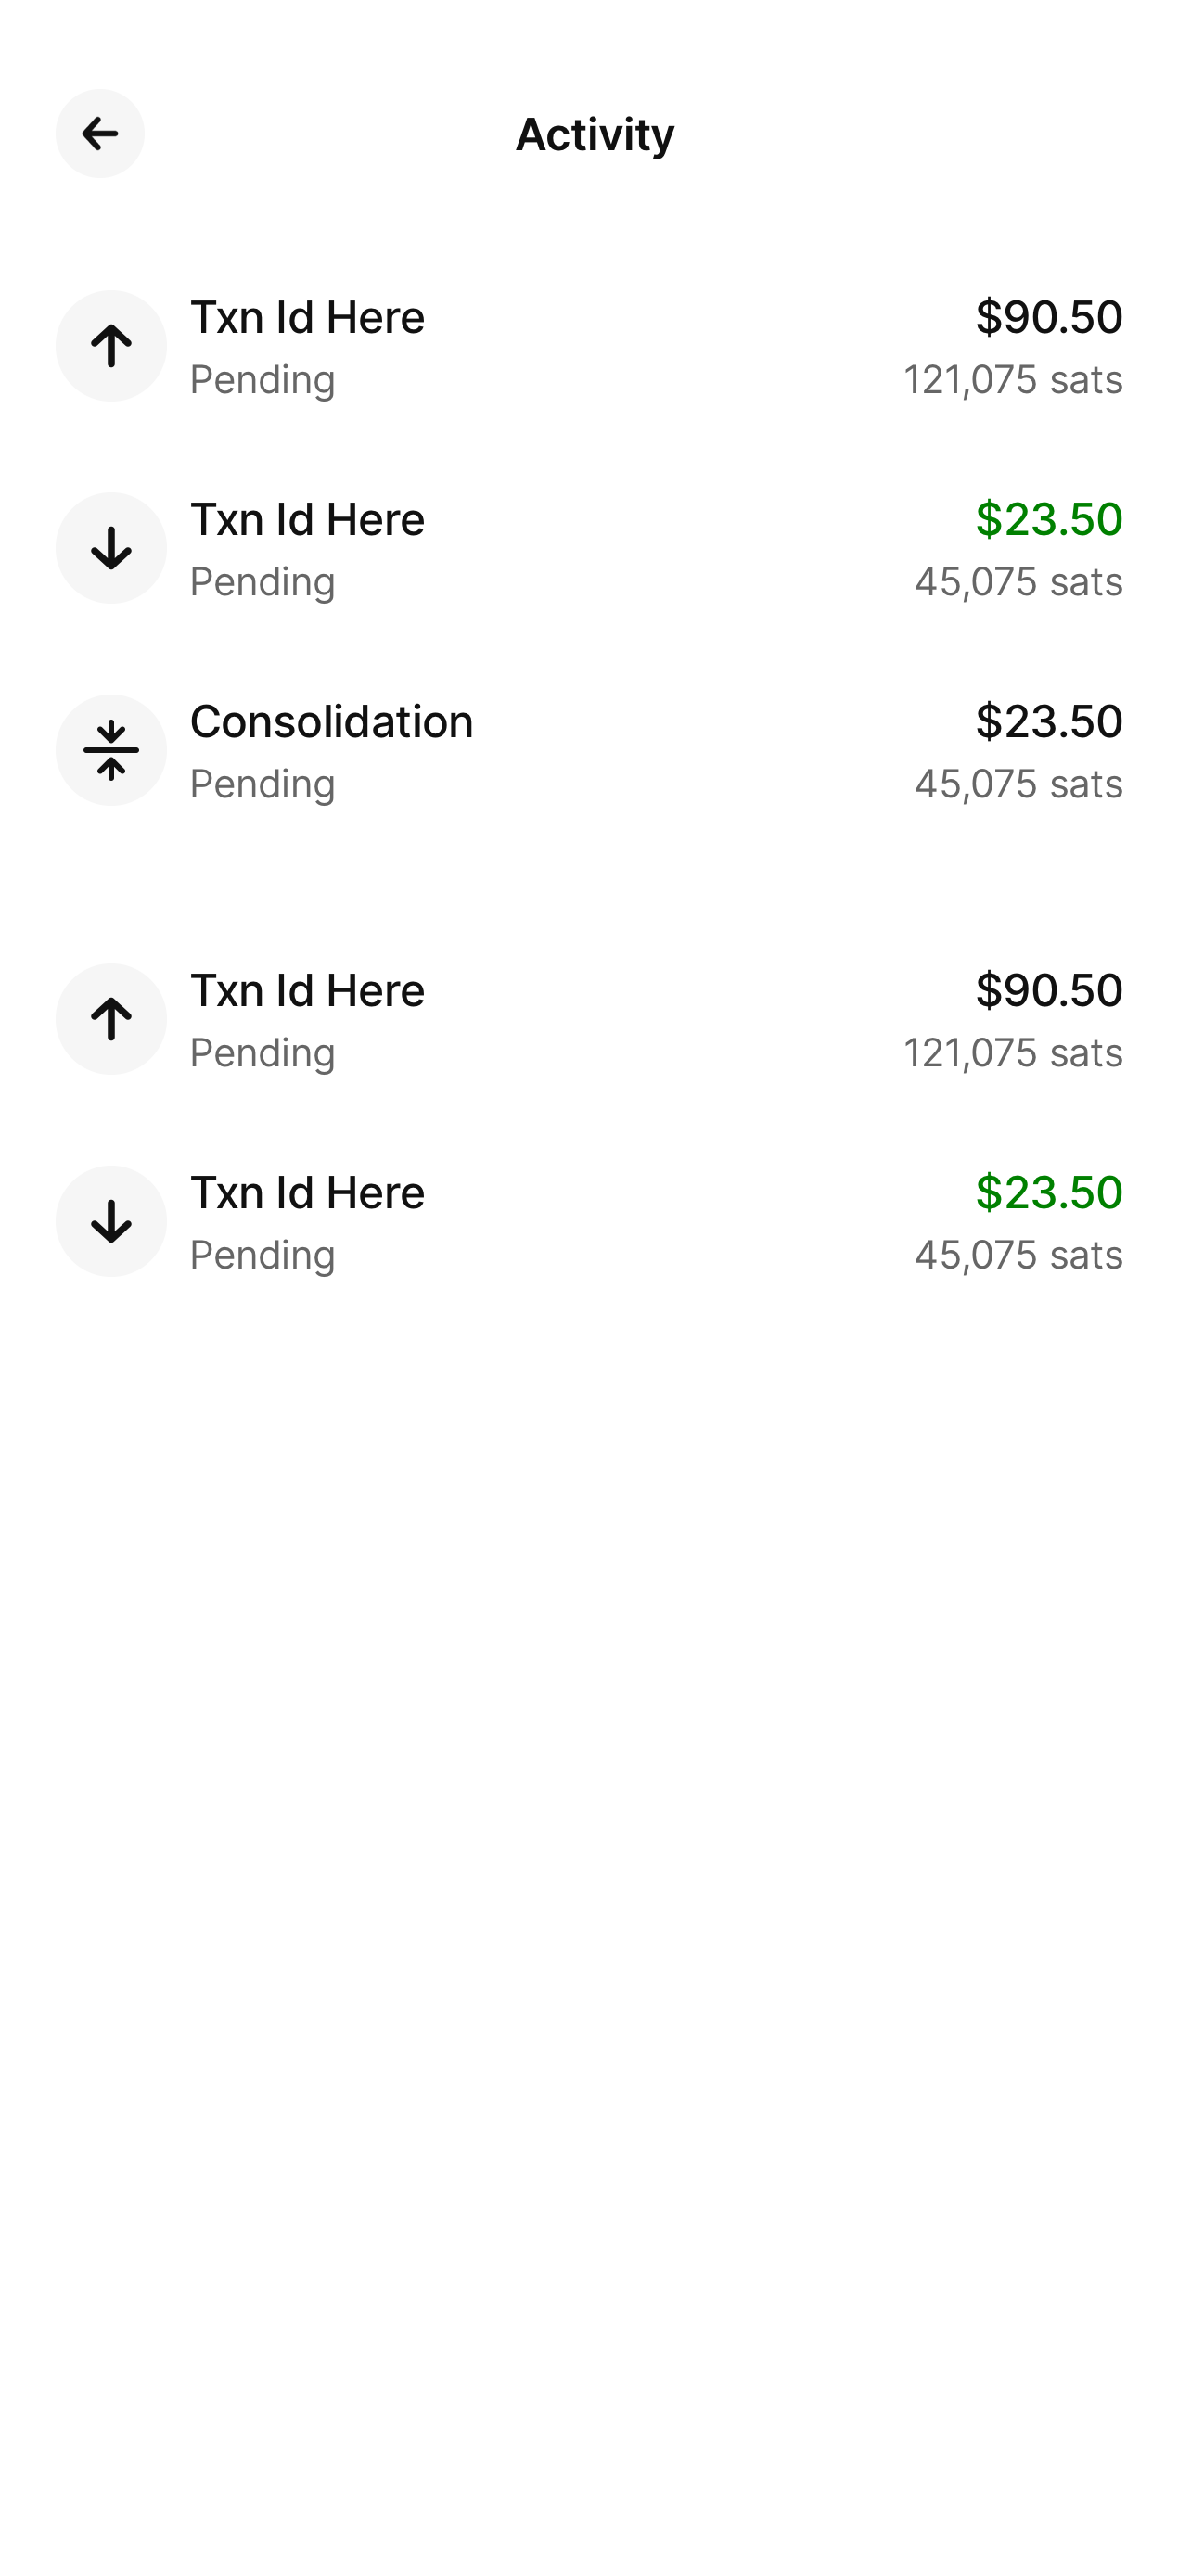 Activity
Txn Id Here
$90.50
Pending
121,075 sats
Txn Id Here
$23.50
Pending
45,075 sats
Consolidation
$23.50
Pending
45,075 sats
Txn Id Here
$90.50
Pending
121,075 sats
Txn Id Here
$23.50
Pending
45,075 sats